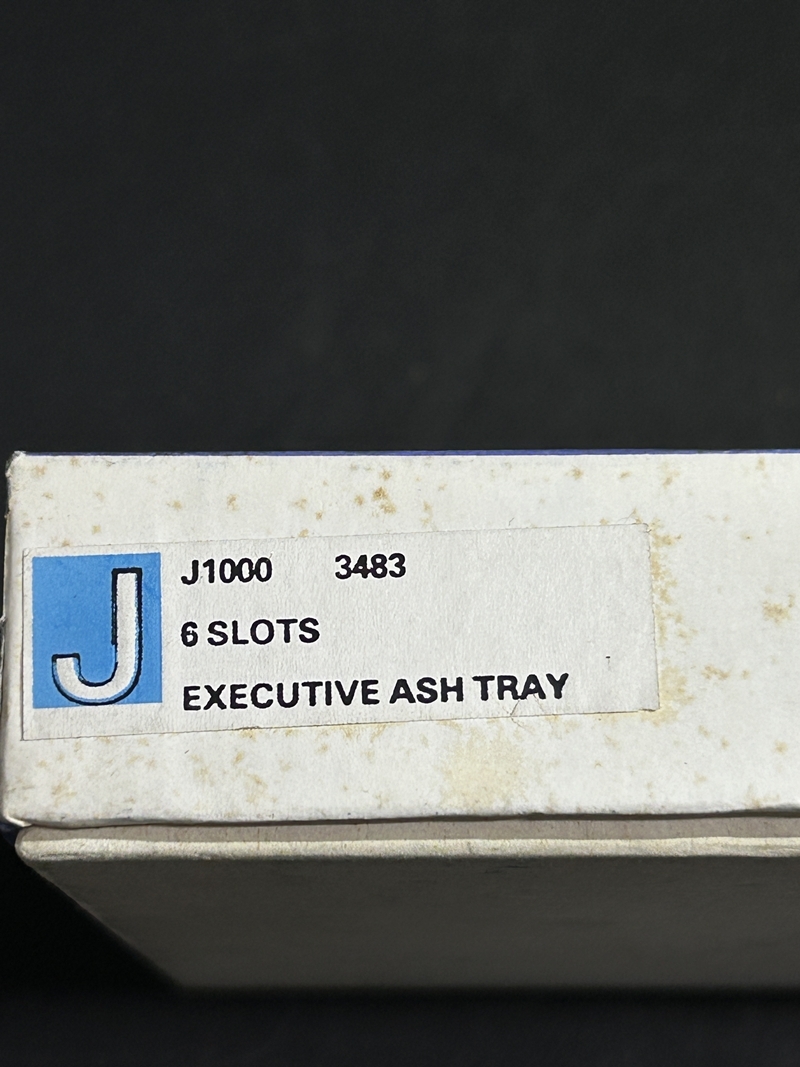 J
J1000 3483
6 SLOTS
EXECUTIVE ASH TRAY